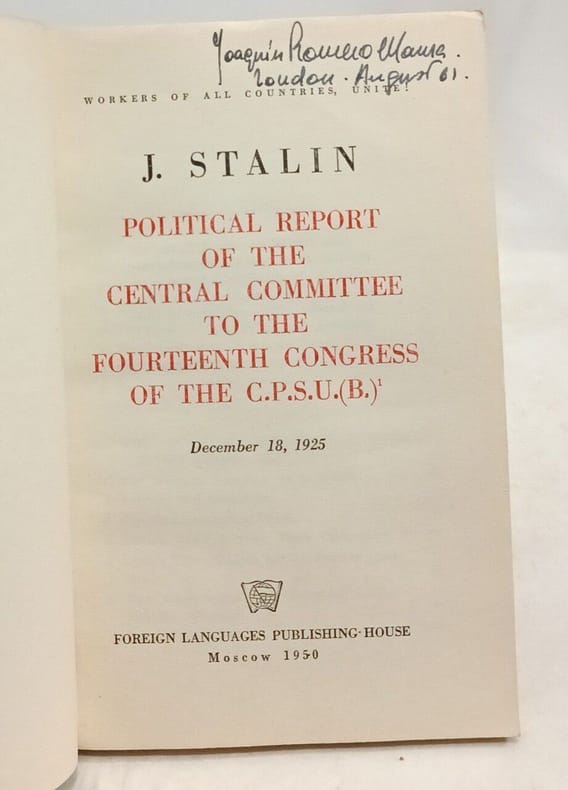 Joaquín Romero Maura.
London. August 61.
WORKERS OF ALL COUNTRIES, UNITE!
J. STALIN
POLITICAL REPORT
OF THE
CENTRAL COMMITTEE
TO THE
FOURTEENTH CONGRESS
OF THE C.P.S.U.(B.)¹
December 18, 1925
FOREIGN LANGUAGES PUBLISHING-HOUSE
Moscow 1950